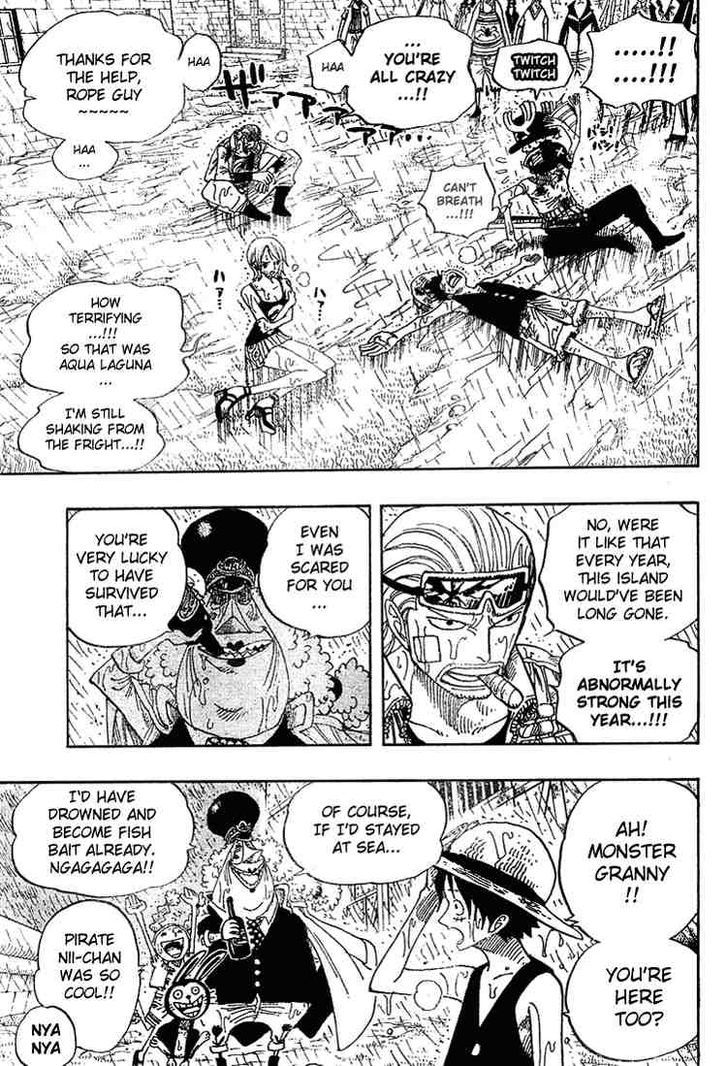 .....!!
....!!!
TWITCH
TWITCH
...
YOU'RE
ALL CRAZY
...!!
HAA
HAA
THANKS FOR
THE HELP,
ROPE GUY
~~~~~
HAA
...
CAN'T
BREATH
...!!!
HOW
TERRIFYING
...!!!
SO THAT WAS
AQUA LAGUNA
...
I'M STILL
SHAKING FROM
THE FRIGHT...!!
NO, WERE
IT LIKE THAT
EVERY YEAR,
THIS ISLAND
WOULD'VE BEEN
LONG GONE.
IT'S
ABNORMALLY
STRONG THIS
YEAR...!!!
EVEN
I WAS
SCARED
FOR YOU
...
YOU'RE
VERY LUCKY
TO HAVE
SURVIVED
THAT...
AH!
MONSTER
GRANNY
!!
YOU'RE
HERE
TOO?
OF COURSE,
IF I'D STAYED
AT SEA...
I'D HAVE
DROWNED AND
BECOME FISH
BAIT ALREADY.
NGAGAGAGA!!
PIRATE
NII-CHAN
WAS SO
COOL!!
NYA
NYA